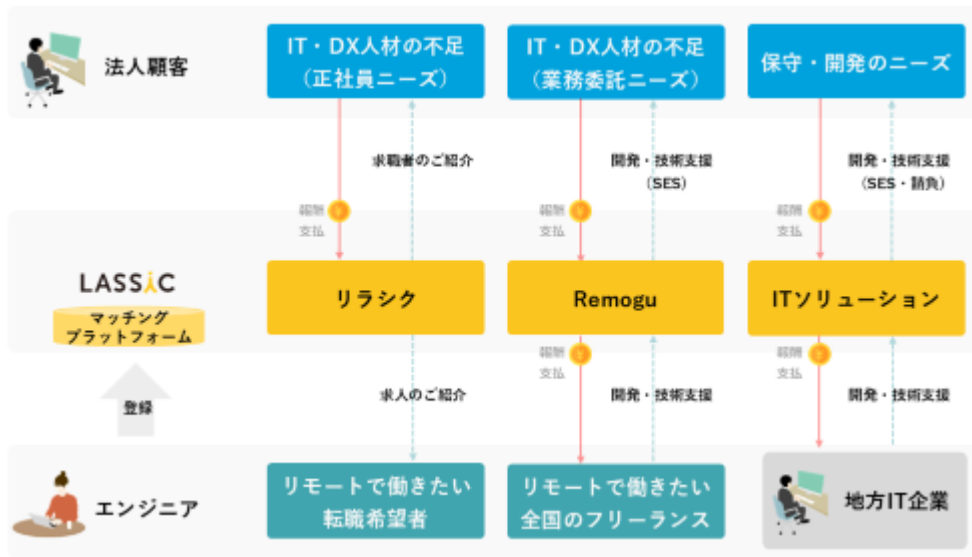 法人顧客
IT・DX人材の不足
（正社員ニーズ）
IT・DX人材の不足
（業務委託ニーズ）
保守・開発のニーズ
求職者のご紹介
開発・技術支援
（SES）
開発・技術支援
（SES・請負）
報酬
支払
¥
報酬
支払
¥
報酬
支払
¥
LASSIC
マッチング
プラットフォーム
リラシク
Remogu
ITソリューション
報酬
支払
¥
報酬
支払
¥
登録
求人のご紹介
開発・技術支援
開発・技術支援
エンジニア
リモートで働きたい
転職希望者
リモートで働きたい
全国のフリーランス
地方IT企業